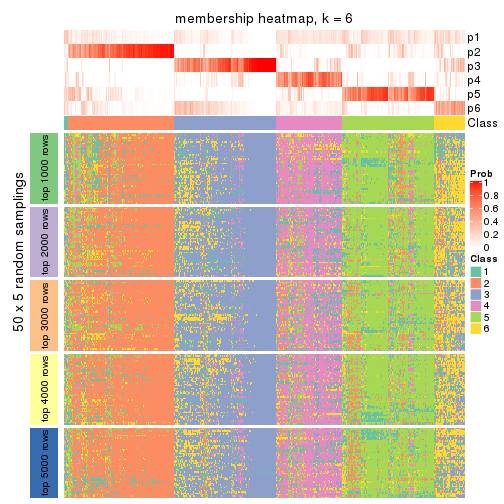 membership heatmap, k = 6
p1
p2
p3
p4
p5
p6
Class
50 x 5 random samplings
top 1000 rows
top 2000 rows
top 3000 rows
top 4000 rows
top 5000 rows
Prob
1
0.8
0.6
0.4
0.2
0
Class
1
2
3
4
5
6